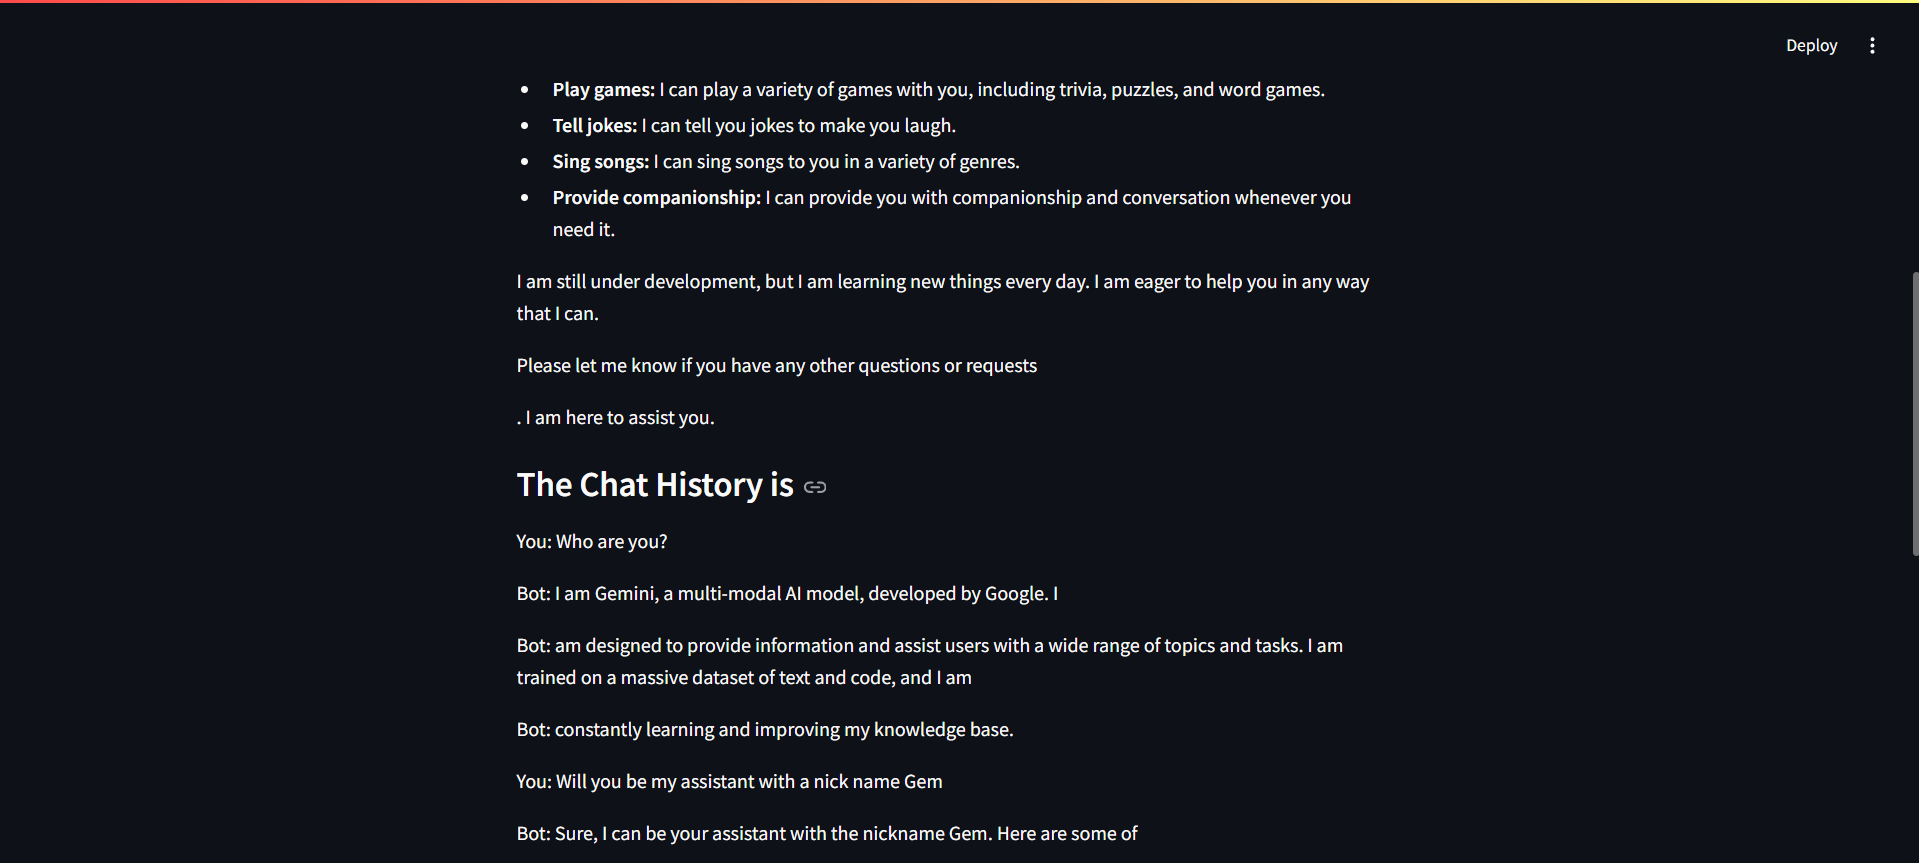 Deploy
Play games: I can play a variety of games with you, including trivia, puzzles, and word games.
Tell jokes: I can tell you jokes to make you laugh.
Sing songs: I can sing songs to you in a variety of genres.
Provide companionship: I can provide you with companionship and conversation whenever you
need it.
I am still under development, but I am learning new things every day. I am eager to help you in any way
that I can.
Please let me know if you have any other questions or requests
. I am here to assist you.
The Chat History is
You: Who are you?
Bot: I am Gemini, a multi-modal AI model, developed by Google. I
Bot: am designed to provide information and assist users with a wide range of topics and tasks. I am
trained on a massive dataset of text and code, and I am
Bot: constantly learning and improving my knowledge base.
You: Will you be my assistant with a nick name Gem
Bot: Sure, I can be your assistant with the nickname Gem. Here are some of